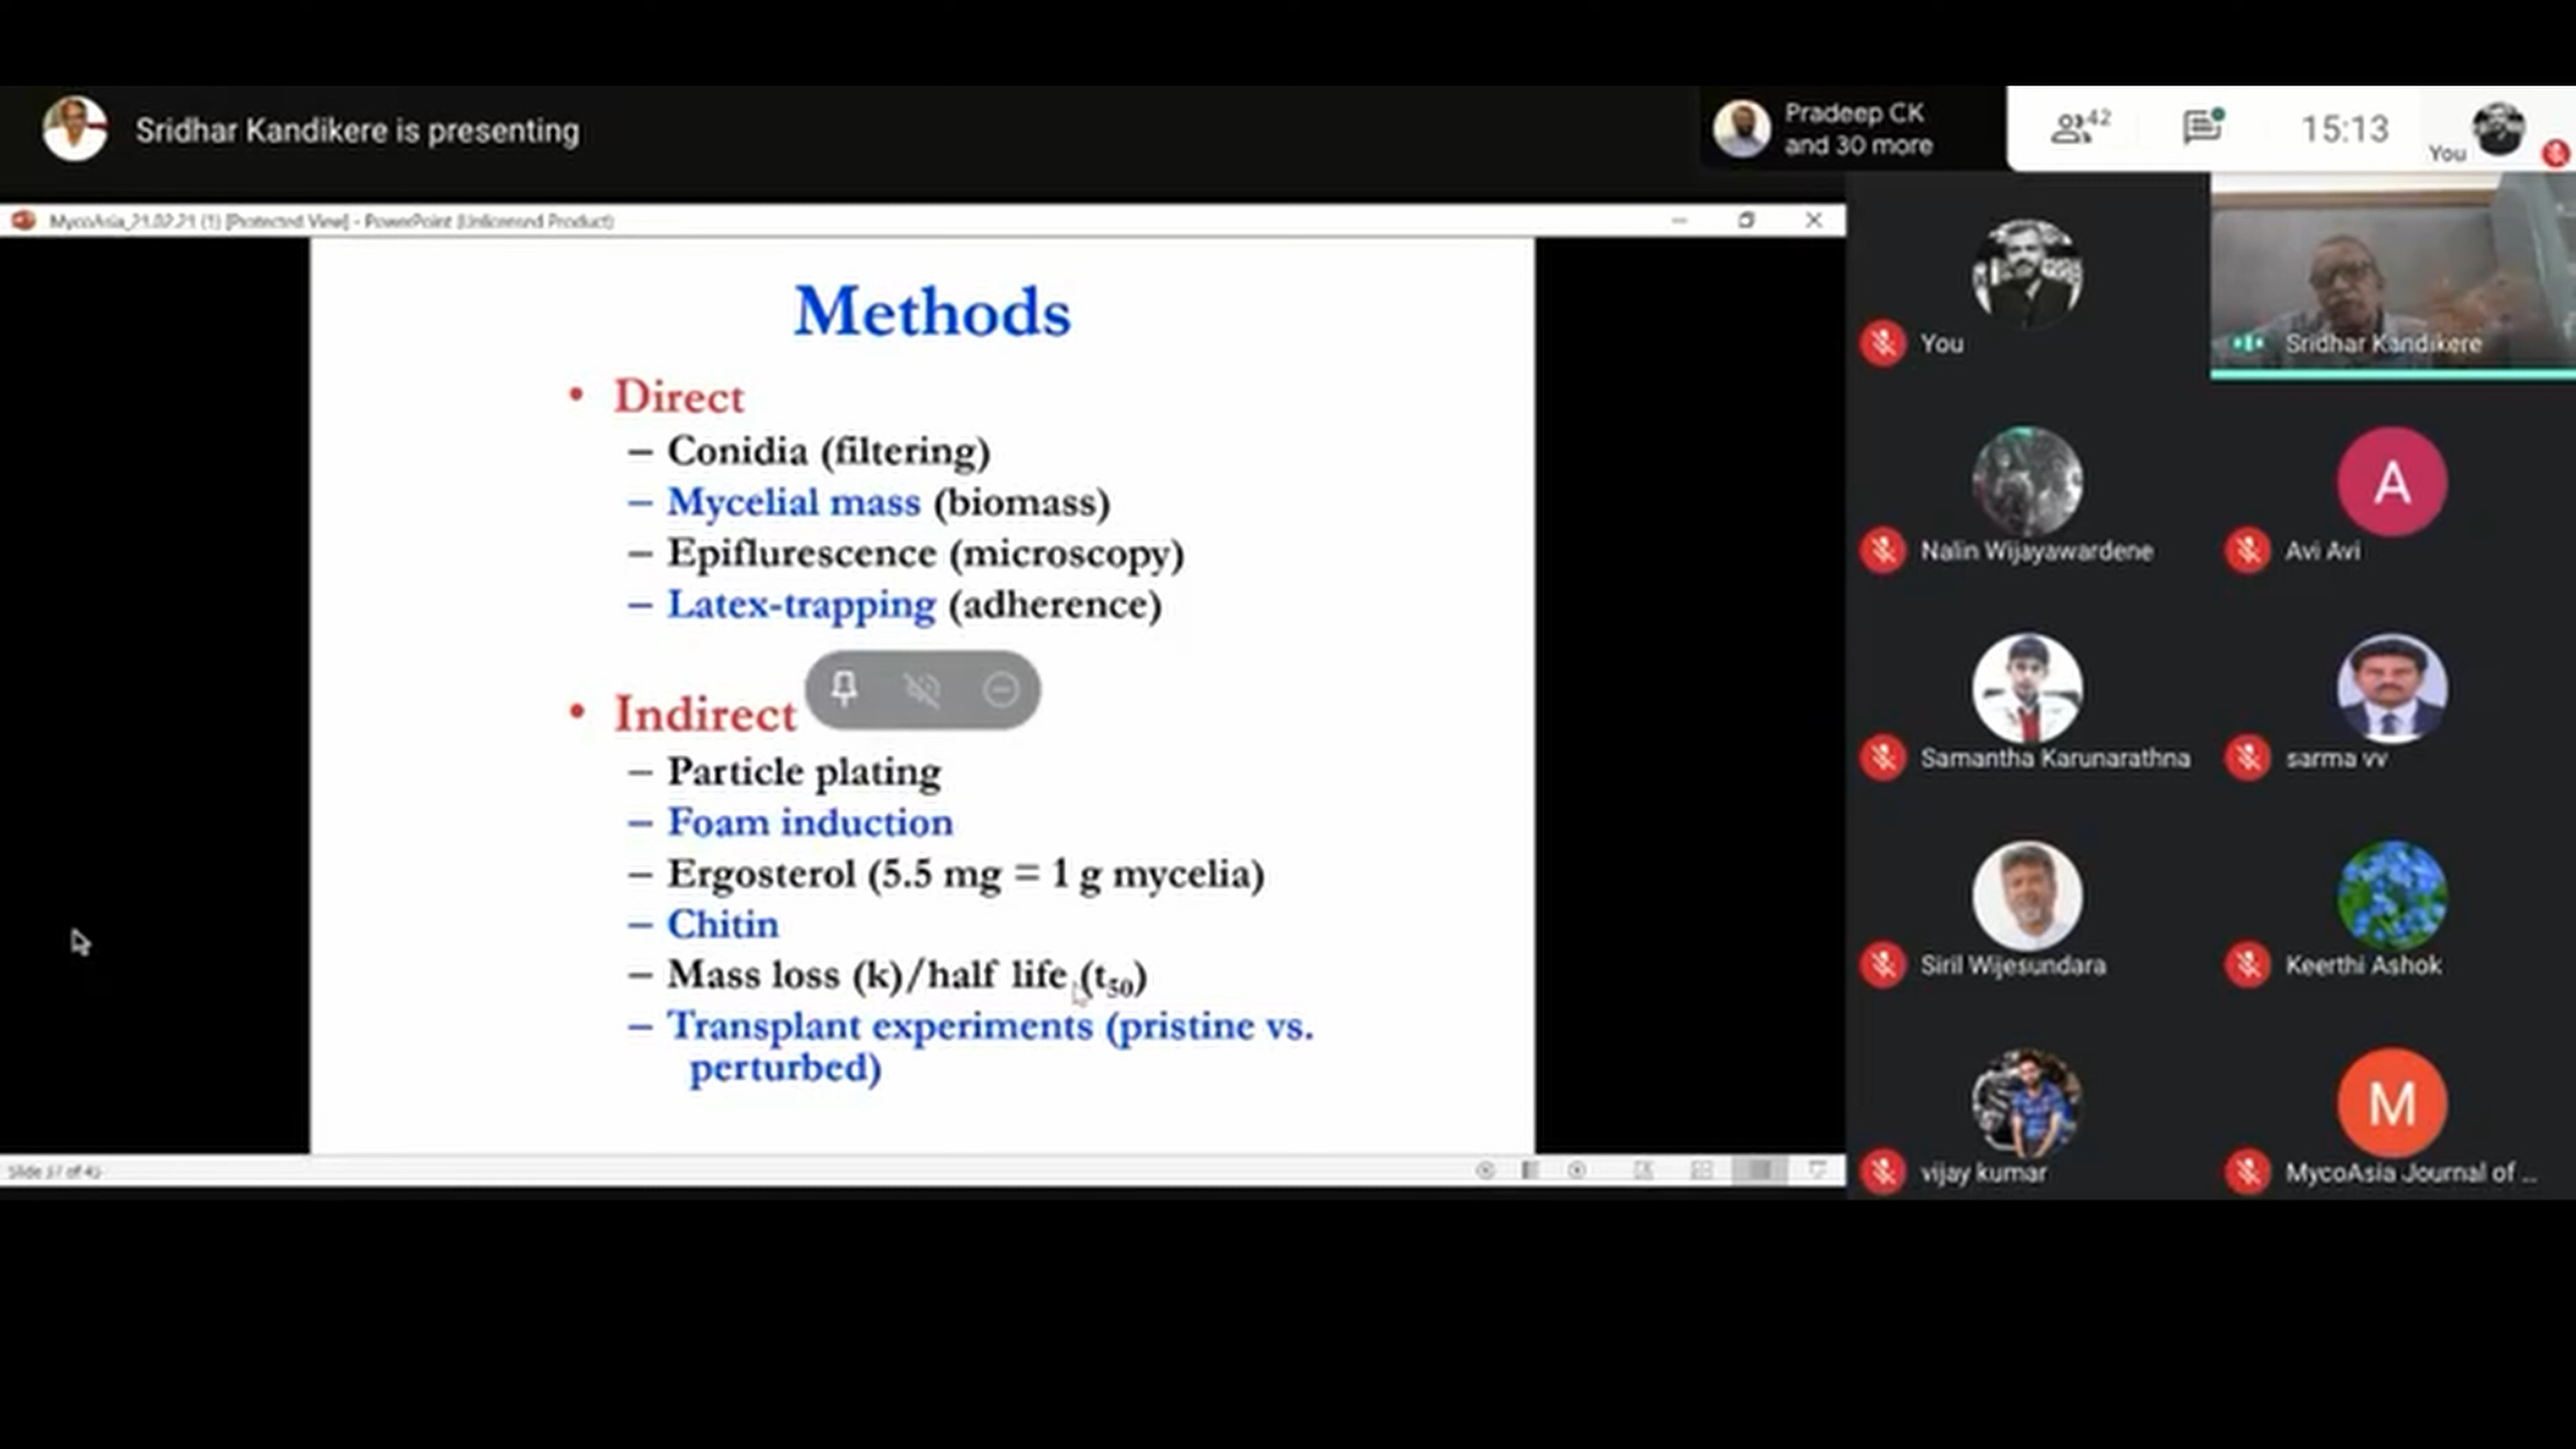 Sridhar Kandikere is presenting
Pradeep CK
and 30 more
42
15:13
You
MycoAsia_21.02.21 (1) [Protected View] - PowerPoint (Unlicensed Product)
Methods
• Direct
– Conidia (filtering)
– Mycelial mass (biomass)
– Epiflurescence (microscopy)
– Latex-trapping (adherence)
• Indirect
– Particle plating
– Foam induction
– Ergosterol (5.5 mg = 1 g mycelia)
– Chitin
– Mass loss (k)/half life (t50)
– Transplant experiments (pristine vs.
perturbed)
You
Sridhar Kandikere
Nalin Wijayawardene
A
Avi Avi
Samantha Karunarathna
sarma vv
Siril Wijesundara
Keerthi Ashok
vijay kumar
M
MycoAsia Journal of ...